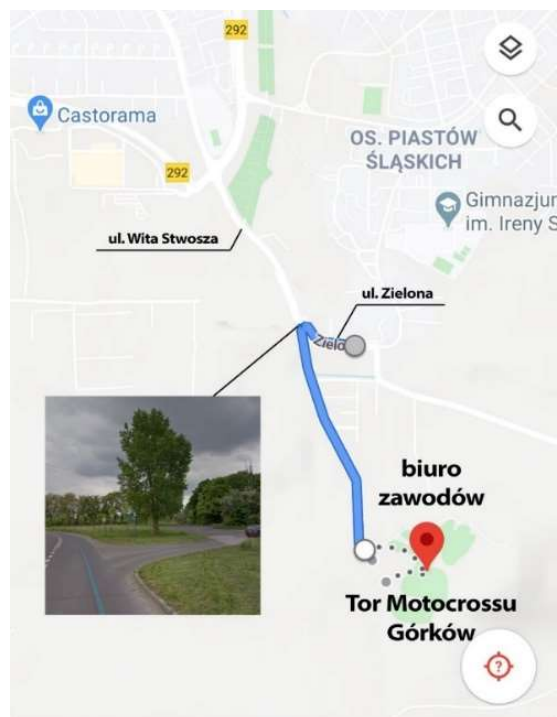 292
Castorama
OS. PIASTÓW
ŚLĄSKICH
292
Gimnazjum
im. Ireny S
ul. Wita Stwosza
ul. Zielona
Zielo
biuro
zawodów
Tor Motocrossu
Górków
?